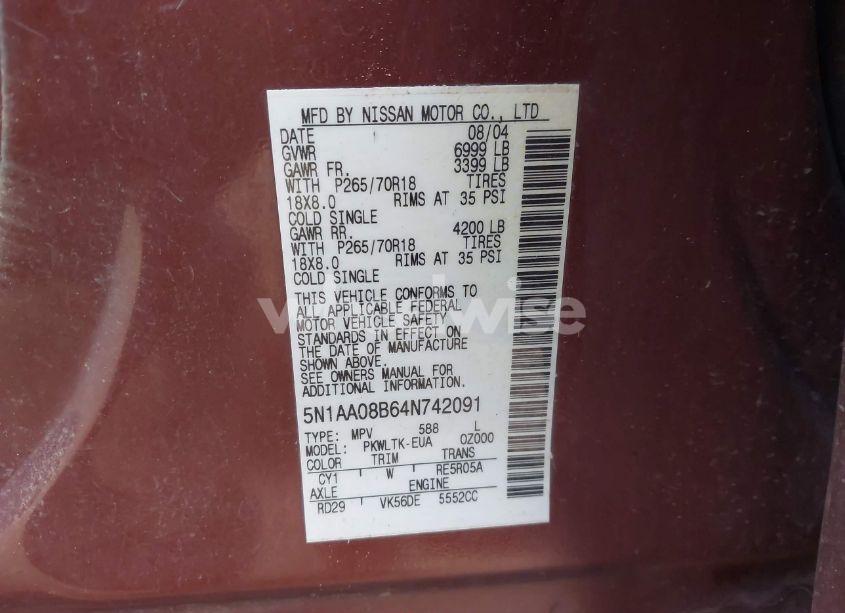 MFD BY NISSAN MOTOR CO., LTD
DATE 08/04
GVWR 6999 LB
GAWR FR. 3399 LB
WITH P265/70R18 TIRES
18X8.0 RIMS AT 35 PSI
COLD SINGLE
GAWR RR. 4200 LB
WITH P265/70R18 TIRES
18X8.0 RIMS AT 35 PSI
COLD SINGLE
THIS VEHICLE CONFORMS TO
ALL APPLICABLE FEDERAL
MOTOR VEHICLE SAFETY
STANDARDS IN EFFECT ON
THE DATE OF MANUFACTURE
SHOWN ABOVE.
SEE OWNERS MANUAL FOR
ADDITIONAL INFORMATION.
5N1AA08B64N742091
TYPE: MPV 588 L
MODEL: PKWLTK-EUA 0Z000
COLOR TRIM TRANS
CY1 W RE5R05A
AXLE ENGINE
RD29 VK56DE 5552CC